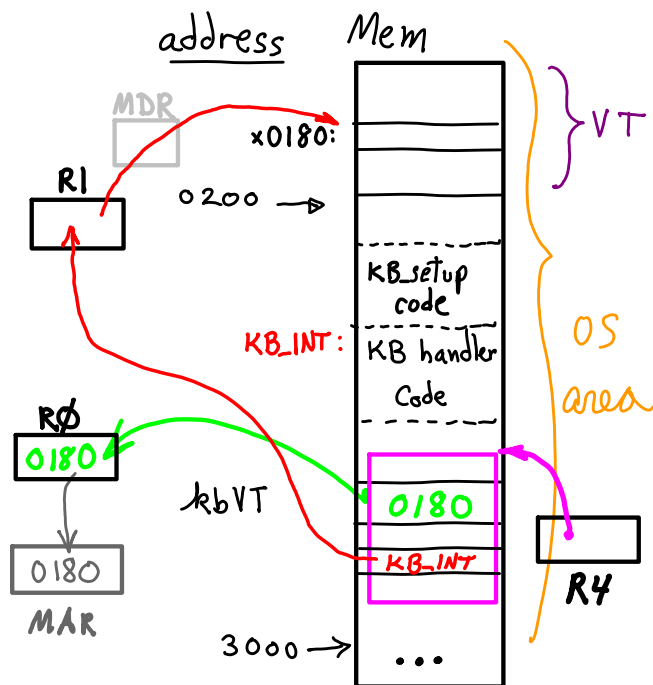 address
Mem
MDR
x0180:
VT
R1
0200
KB_setup
code
KB_INT:
KB handler
Code
OS
area
RØ
0180
kbVT
0180
KB_INT
0180
MAR
R4
3000
...